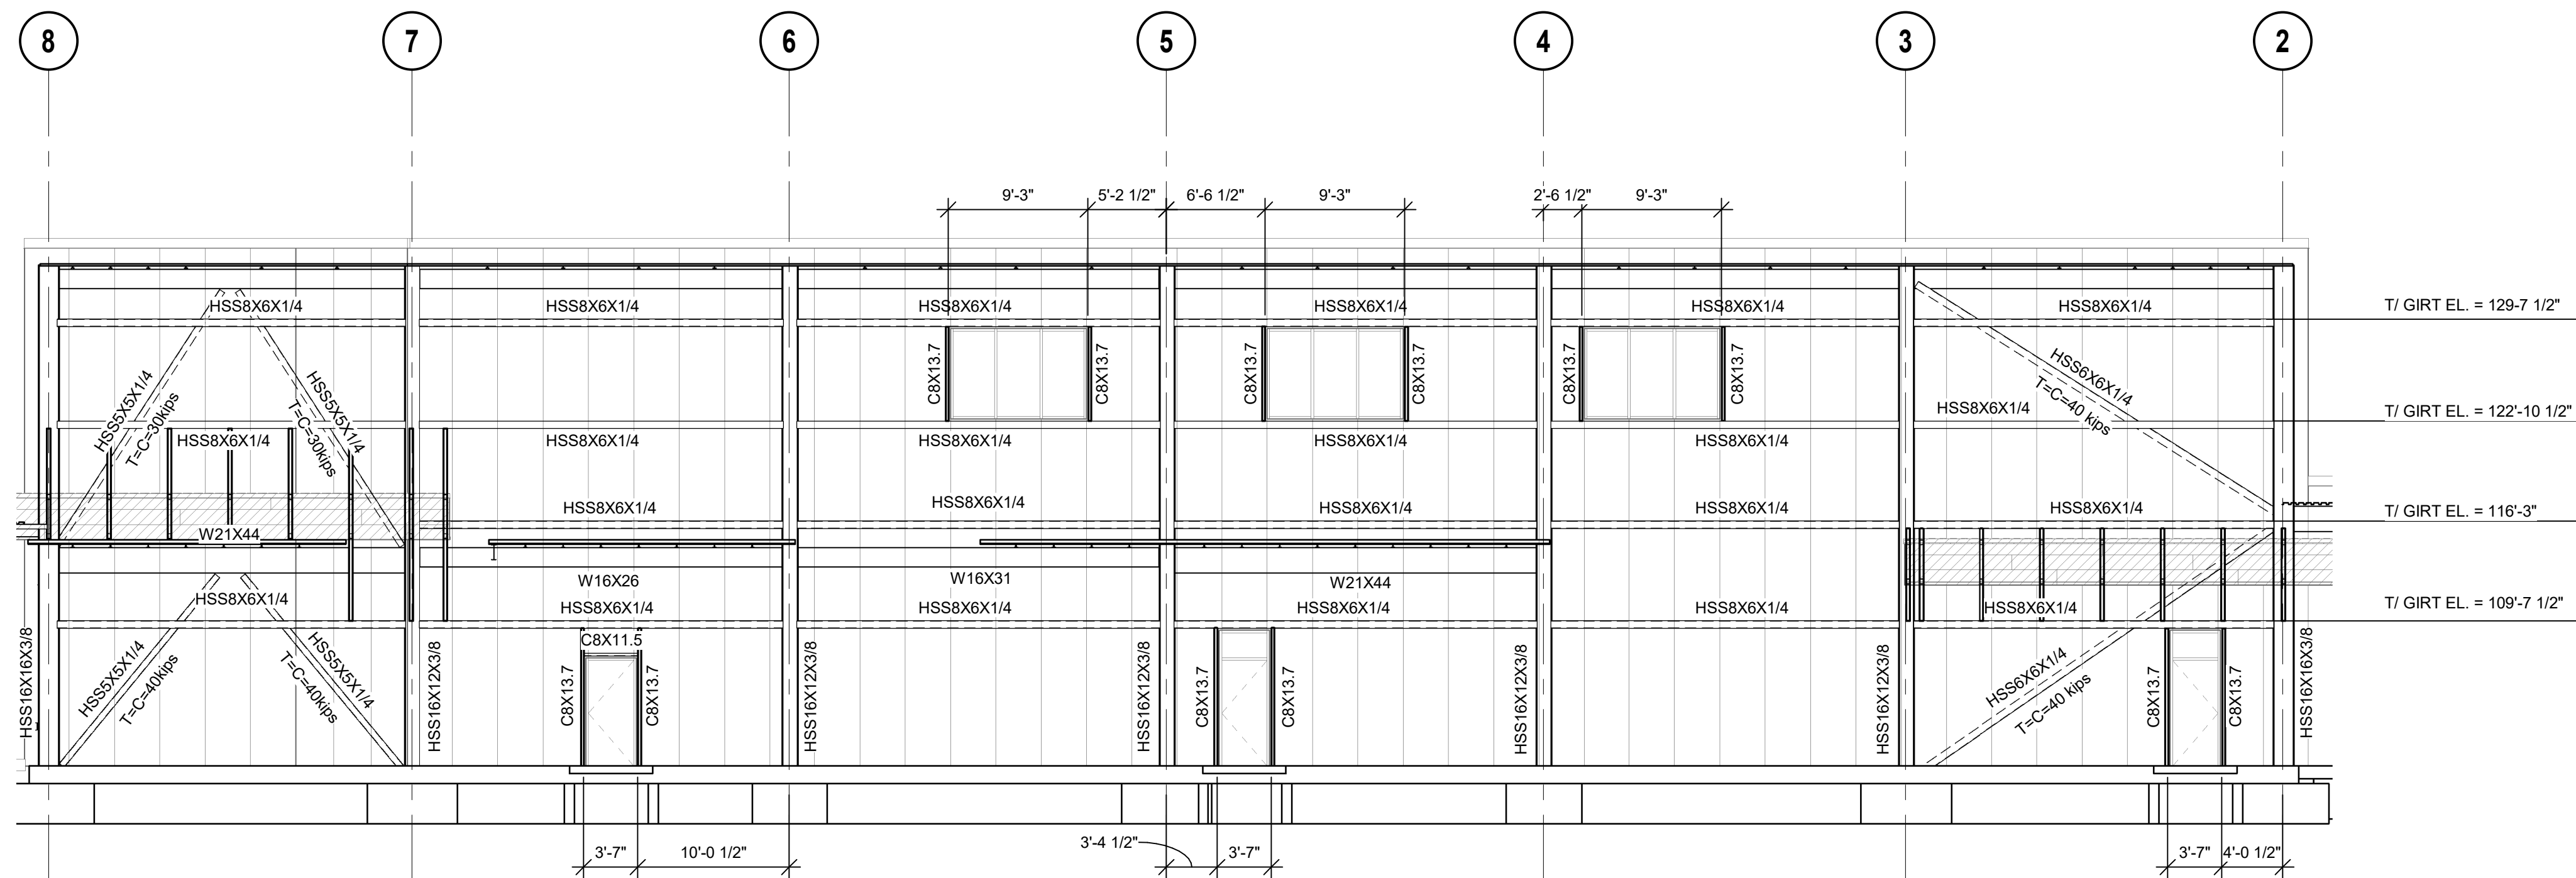 8 7 6 5 4 3 2
9'-3" 5'-2 1/2" 6'-6 1/2" 9'-3" 2'-6 1/2" 9'-3"
HSS8X6X1/4 HSS8X6X1/4 HSS8X6X1/4 HSS8X6X1/4 HSS8X6X1/4 HSS8X6X1/4 T/ GIRT EL. = 129-7 1/2"
C8X13.7 C8X13.7 C8X13.7 C8X13.7 C8X13.7 C8X13.7
HSS5X5X1/4
T=C=30kips
HSS5X5X1/4
T=C=30kips
HSS6X6X1/4
T=C=40 kips
HSS8X6X1/4 T/ GIRT EL. = 122'-10 1/2"
HSS8X6X1/4 HSS8X6X1/4 HSS8X6X1/4 HSS8X6X1/4 HSS8X6X1/4
HSS8X6X1/4 HSS8X6X1/4 HSS8X6X1/4 HSS8X6X1/4 HSS8X6X1/4 T/ GIRT EL. = 116'-3"
W21X44
W16X26 W16X31 W21X44
HSS8X6X1/4 HSS8X6X1/4 HSS8X6X1/4 HSS8X6X1/4 HSS8X6X1/4 HSS8X6X1/4 T/ GIRT EL. = 109'-7 1/2"
C8X11.5
HSS16X16X3/8
HSS5X5X1/4
T=C=40kips
HSS5X5X1/4
T=C=40kips
HSS16X12X3/8
C8X13.7
C8X13.7
HSS16X12X3/8
HSS16X12X3/8
C8X13.7
C8X13.7
HSS16X12X3/8
HSS16X12X3/8
HSS6X6X1/4
T=C=40 kips
C8X13.7
C8X13.7
HSS16X16X3/8
3'-7" 10'-0 1/2" 3'-4 1/2" 3'-7" 3'-7" 4'-0 1/2"